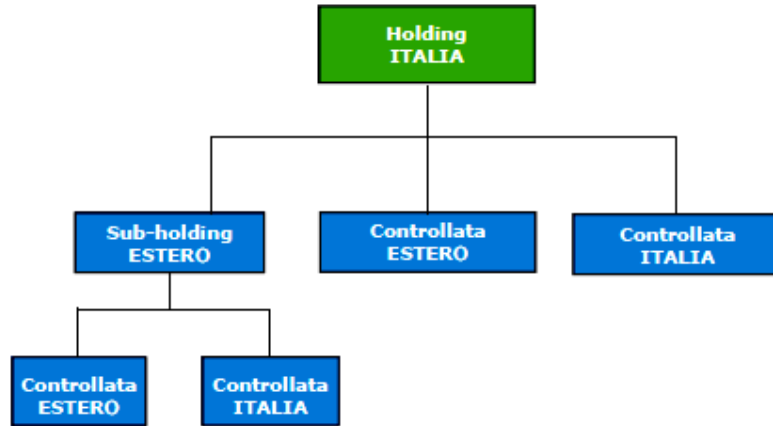 Holding
ITALIA
Sub-holding
ESTERO
Controllata
ESTERO
Controllata
ITALIA
Controllata
ESTERO
Controllata
ITALIA